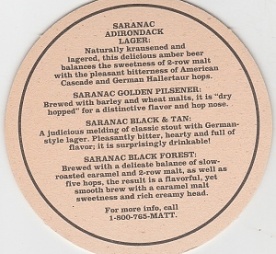 SARANAC
ADIRONDACK
LAGER:
Naturally krausened and
lagered, this delicious amber beer
balances the sweetness of 2-row malt
with the pleasant bitterness of American
Cascade and German Hallertaur hops.
SARANAC GOLDEN PILSENER:
Brewed with barley and wheat malts, it is "dry
hopped" for a distinctive flavor and hop nose.
SARANAC BLACK & TAN:
A judicious melding of classic stout with German-
style lager. Pleasantly bitter, hearty and full of
flavor; it is surprisingly drinkable!
SARANAC BLACK FOREST:
Brewed with a delicate balance of slow-
roasted caramel and 2-row malt, as well as
five hops, the result is a flavorful, yet
smooth brew with a caramel malt
sweetness and rich creamy head.
For more info, call
1-800-765-MATT.